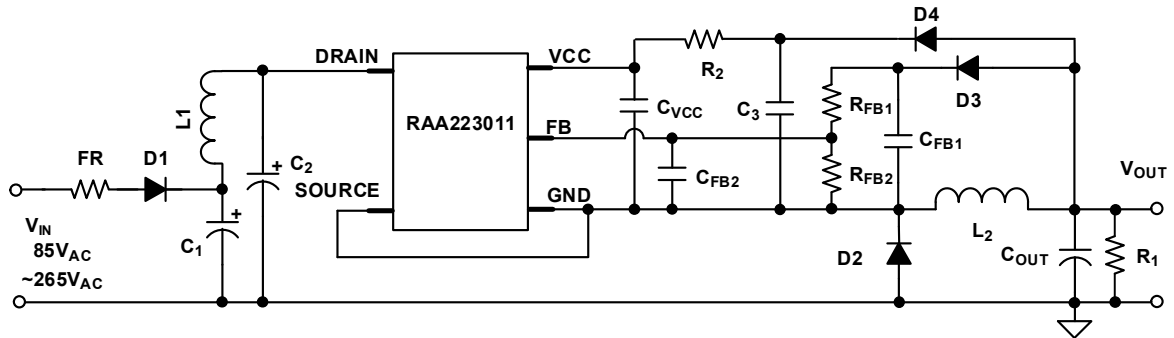 D4
DRAIN
VCC
R2
D3
L1
CVCC
C3
RFB1
RAA223011
FB
CFB1
FR
D1
C2
CFB2
RFB2
SOURCE
GND
VOUT
VIN
85VAC
~265VAC
C1
D2
L2
COUT
R1
+
+